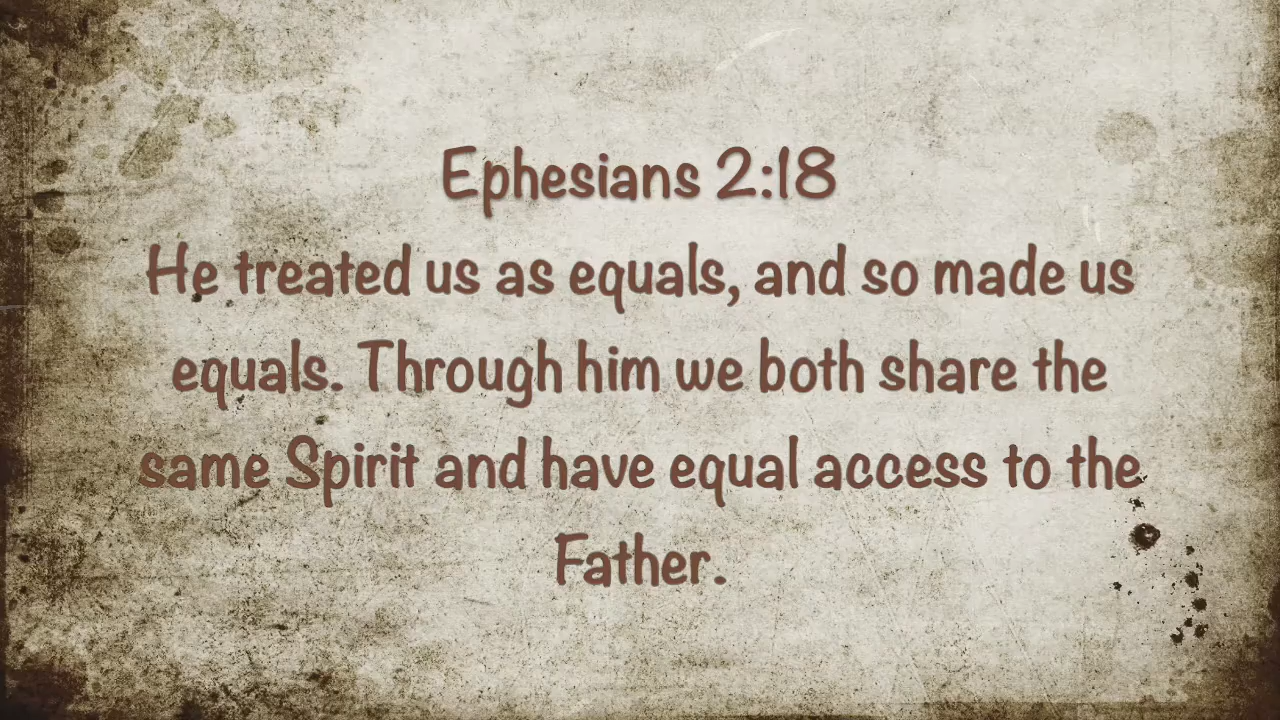 Ephesians 2:18
He treated us as equals, and so made us
equals. Through him we both share the
same Spirit and have equal access to the
Father.